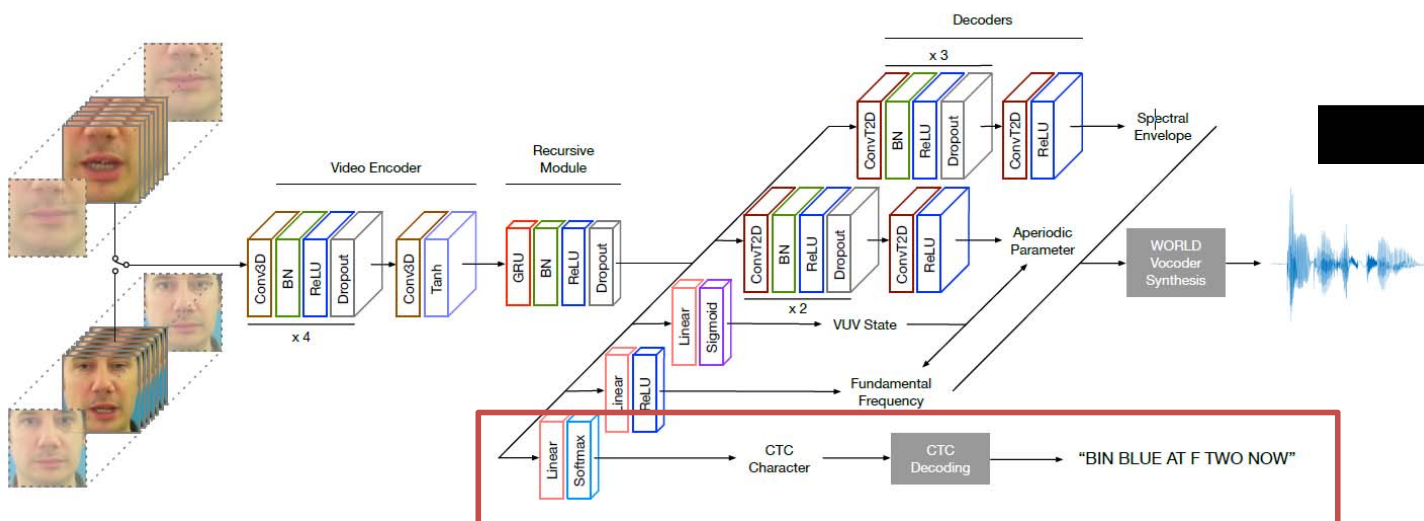 Decoders
x 3
ConvT2D
BN
ReLU
Dropout
ConvT2D
ReLU
Spectral
Envelope
Video Encoder
Recursive
Module
Conv3D
BN
ReLU
Dropout
x 4
Conv3D
Tanh
GRU
BN
ReLU
Dropout
ConvT2D
BN
ReLU
Dropout
x 2
ConvT2D
ReLU
Aperiodic
Parameter
WORLD
Vocoder
Synthesis
Linear
Sigmoid
VUV State
Linear
ReLU
Fundamental
Frequency
Linear
Softmax
CTC
Character
CTC
Decoding
“BIN BLUE AT F TWO NOW”